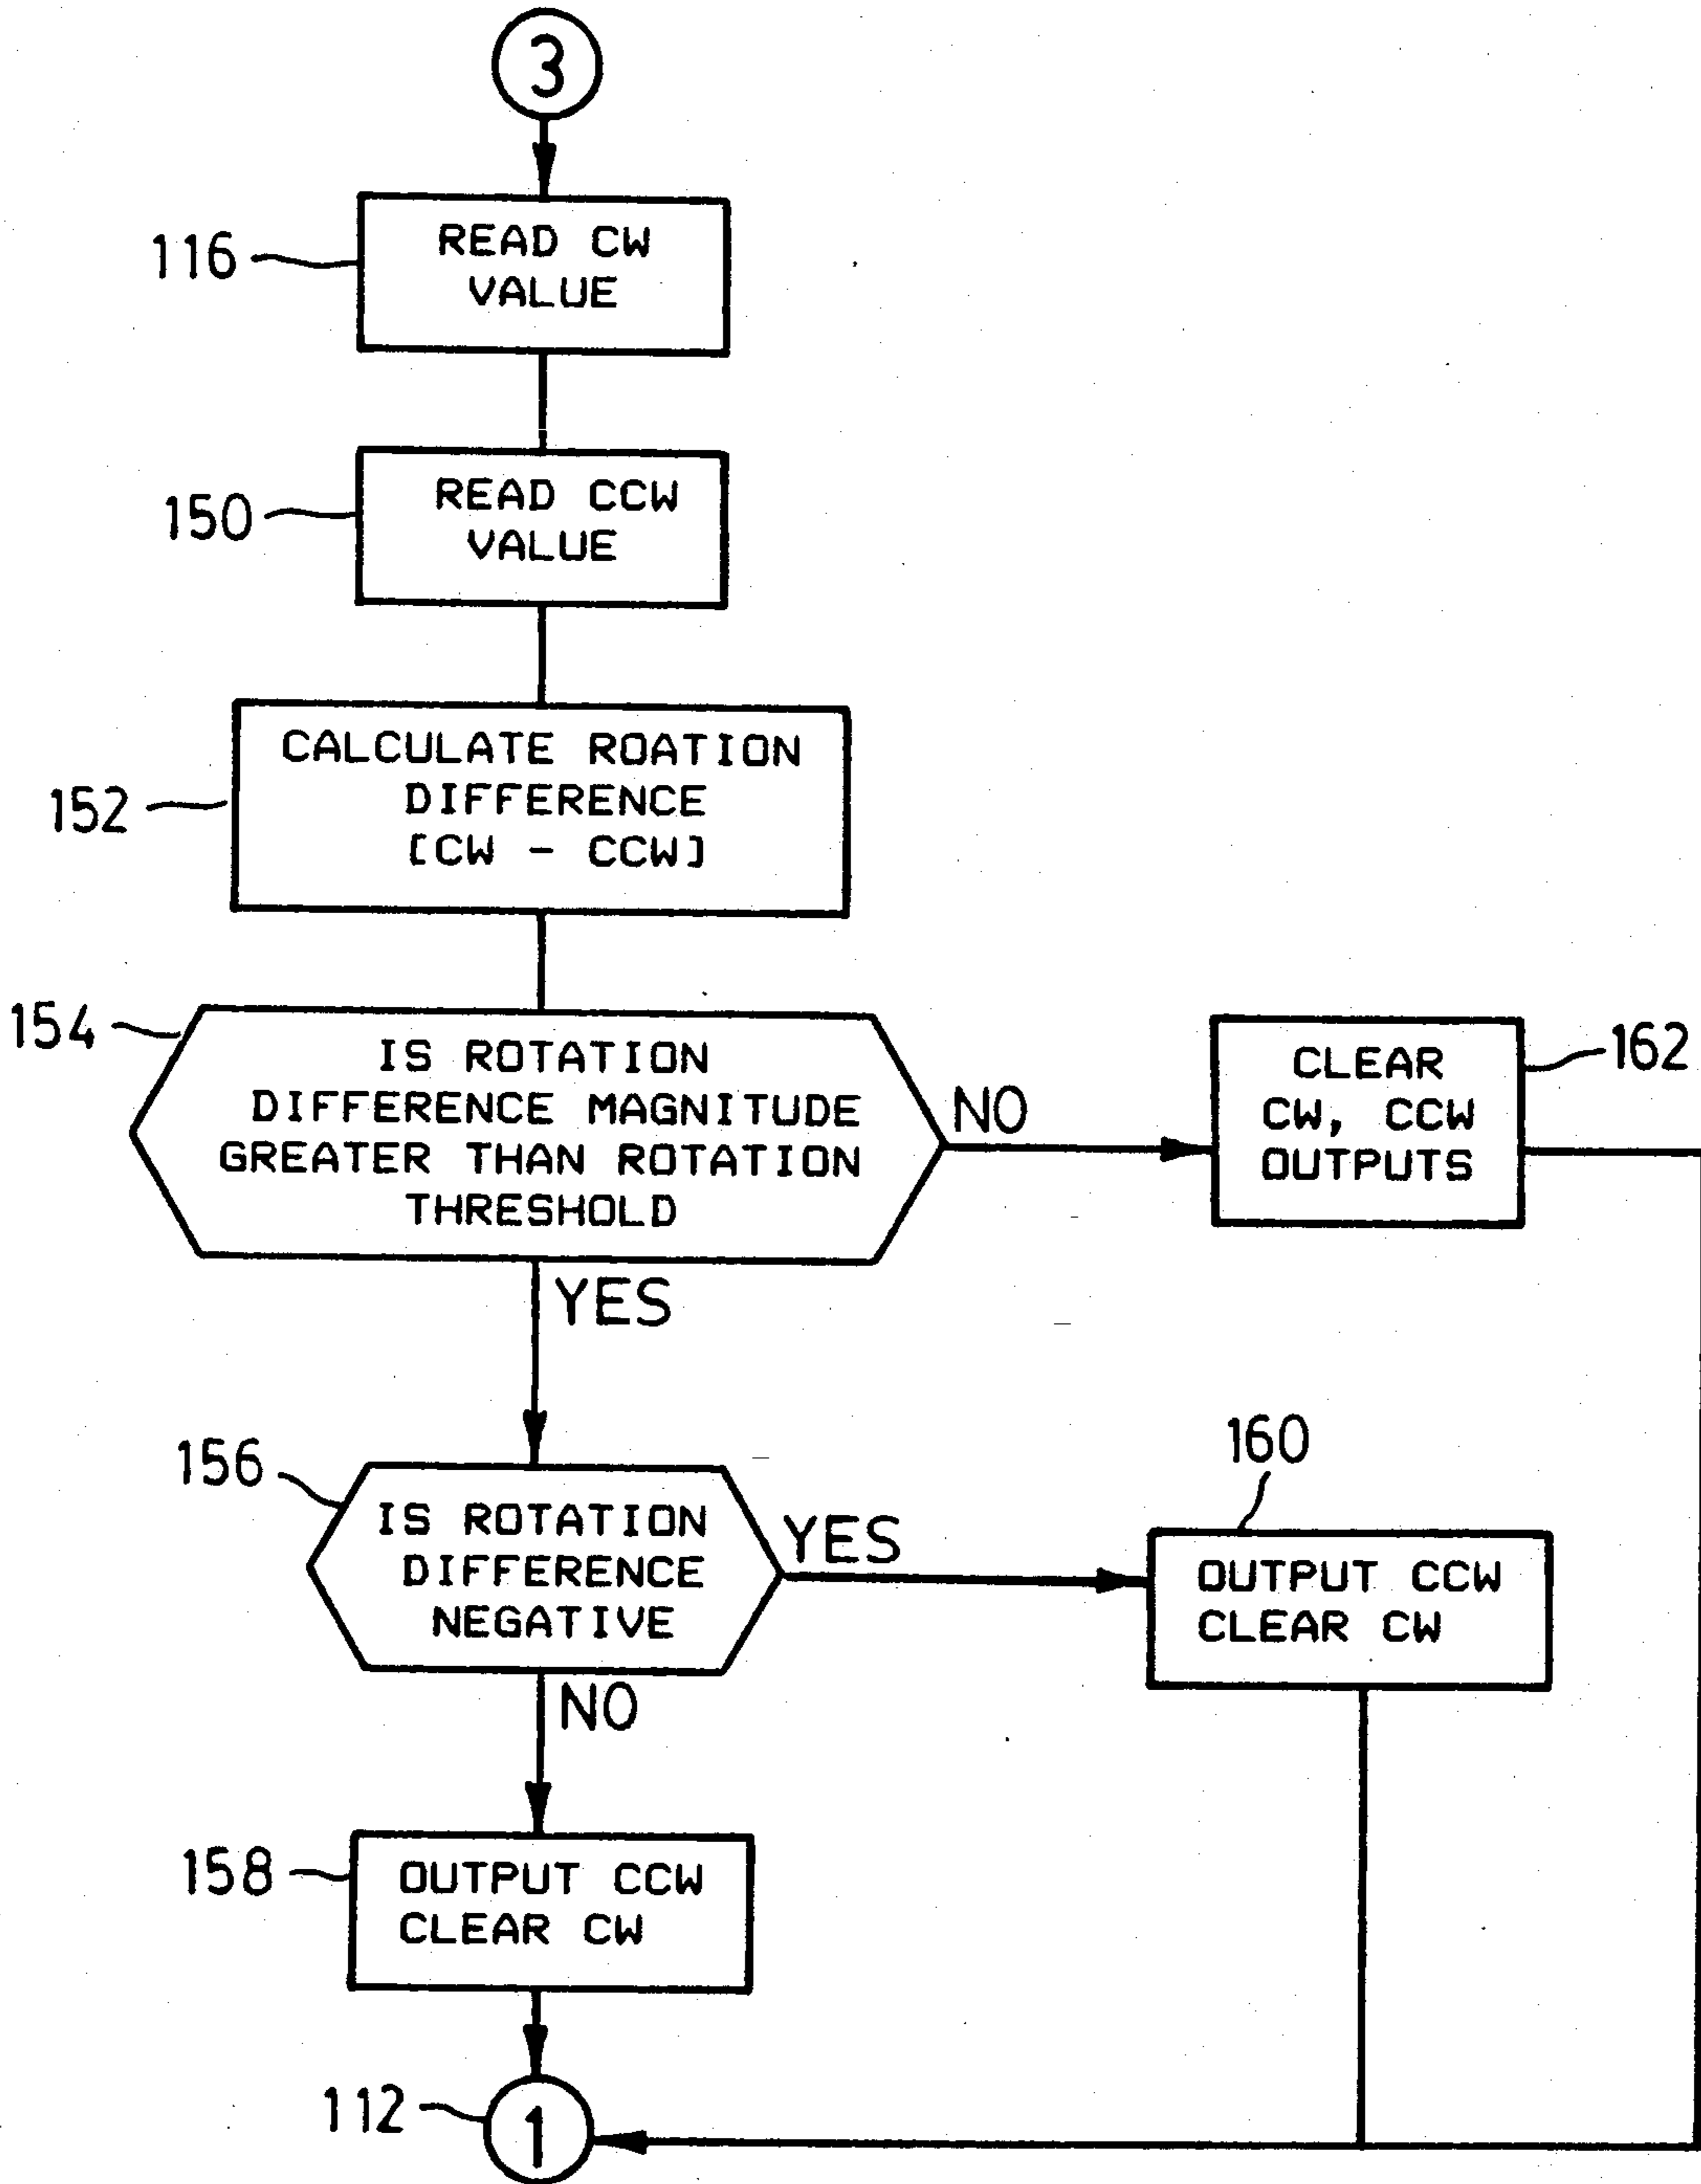 3
116
READ CW
VALUE
150
READ CCW
VALUE
152
CALCULATE ROATION
DIFFERENCE
[CW - CCW]
154
IS ROTATION
DIFFERENCE MAGNITUDE
GREATER THAN ROTATION
THRESHOLD
NO
CLEAR
CW, CCW
OUTPUTS
162
YES
156
IS ROTATION
DIFFERENCE
NEGATIVE
YES
160
OUTPUT CCW
CLEAR CW
NO
158
OUTPUT CCW
CLEAR CW
112
1